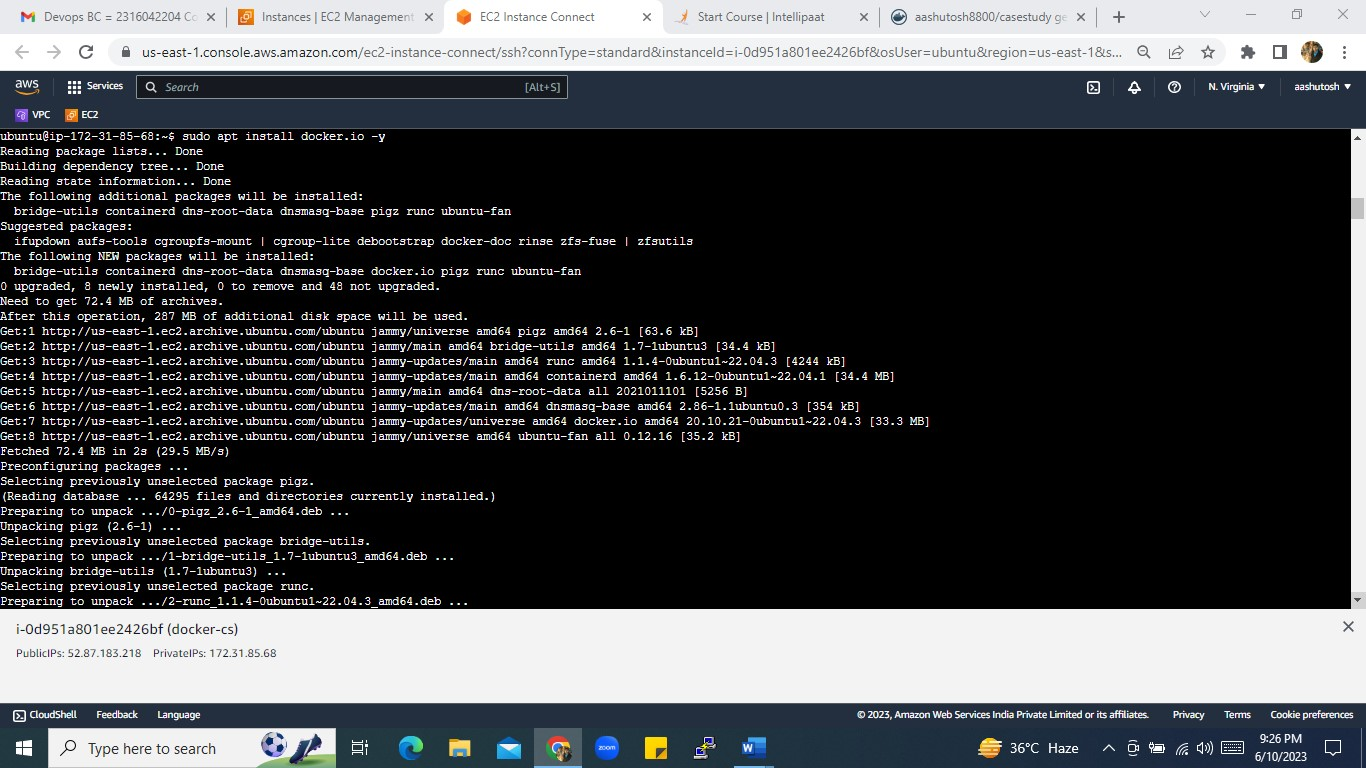 Devops BC = 2316042204 Co
Instances | EC2 Management
EC2 Instance Connect
Start Course | Intellipaat
aashutosh8800/casestudy ge
us-east-1.console.aws.amazon.com/ec2-instance-connect/ssh?connType=standard&instanceId=i-0d951a801ee2426bf&osUser=ubuntu&region=us-east-1&s...
aws
Services
Search
[Alt+S]
N. Virginia
aashutosh
VPC
EC2
ubuntu@ip-172-31-85-68:~$ sudo apt install docker.io -y
Reading package lists... Done
Building dependency tree... Done
Reading state information... Done
The following additional packages will be installed:
bridge-utils containerd dns-root-data dnsmasq-base pigz runc ubuntu-fan
Suggested packages:
ifupdown aufs-tools cgroupfs-mount | cgroup-lite debootstrap docker-doc rinse zfs-fuse | zfsutils
The following NEW packages will be installed:
bridge-utils containerd dns-root-data dnsmasq-base docker.io pigz runc ubuntu-fan
0 upgraded, 8 newly installed, 0 to remove and 48 not upgraded.
Need to get 72.4 MB of archives.
After this operation, 287 MB of additional disk space will be used.
Get:1 http://us-east-1.ec2.archive.ubuntu.com/ubuntu jammy/universe amd64 pigz amd64 2.6-1 [63.6 kB]
Get:2 http://us-east-1.ec2.archive.ubuntu.com/ubuntu jammy/main amd64 bridge-utils amd64 1.7-1ubuntu3 [34.4 kB]
Get:3 http://us-east-1.ec2.archive.ubuntu.com/ubuntu jammy-updates/main amd64 runc amd64 1.1.4-0ubuntu1~22.04.3 [4244 kB]
Get:4 http://us-east-1.ec2.archive.ubuntu.com/ubuntu jammy-updates/main amd64 containerd amd64 1.6.12-0ubuntu1~22.04.1 [34.4 MB]
Get:5 http://us-east-1.ec2.archive.ubuntu.com/ubuntu jammy/main amd64 dns-root-data all 2021011101 [5256 B]
Get:6 http://us-east-1.ec2.archive.ubuntu.com/ubuntu jammy-updates/main amd64 dnsmasq-base amd64 2.86-1.1ubuntu0.3 [354 kB]
Get:7 http://us-east-1.ec2.archive.ubuntu.com/ubuntu jammy-updates/universe amd64 docker.io amd64 20.10.21-0ubuntu1~22.04.3 [33.3 MB]
Get:8 http://us-east-1.ec2.archive.ubuntu.com/ubuntu jammy/universe amd64 ubuntu-fan all 0.12.16 [35.2 kB]
Fetched 72.4 MB in 2s (29.5 MB/s)
Preconfiguring packages ...
Selecting previously unselected package pigz.
(Reading database ... 64295 files and directories currently installed.)
Preparing to unpack .../0-pigz_2.6-1_amd64.deb ...
Unpacking pigz (2.6-1) ...
Selecting previously unselected package bridge-utils.
Preparing to unpack .../1-bridge-utils_1.7-1ubuntu3_amd64.deb ...
Unpacking bridge-utils (1.7-1ubuntu3) ...
Selecting previously unselected package runc.
Preparing to unpack .../2-runc_1.1.4-0ubuntu1~22.04.3_amd64.deb ...
i-0d951a801ee2426bf (docker-cs)
PublicIPs: 52.87.183.218 PrivateIPs: 172.31.85.68
CloudShell Feedback Language
© 2023, Amazon Web Services India Private Limited or its affiliates. Privacy Terms Cookie preferences
Type here to search
zoom
36°C Haze
9:26 PM
6/10/2023